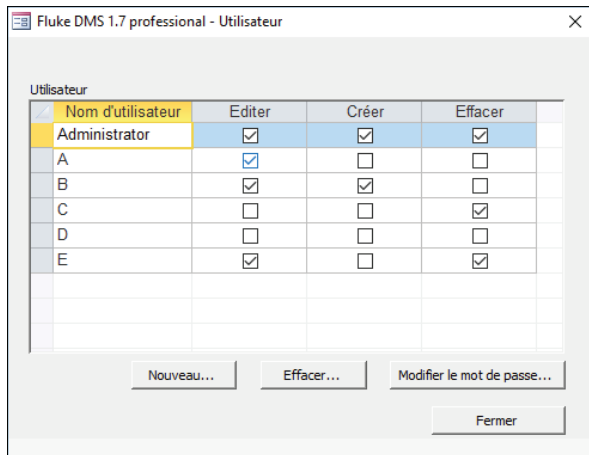 Fluke DMS 1.7 professional - Utilisateur
Utilisateur
Nom d'utilisateur Editer Créer Effacer
Administrator
A
B
C
D
E
Nouveau... Effacer... Modifier le mot de passe...
Fermer